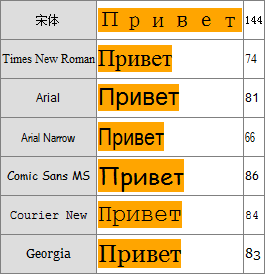 宋体 Привет 144
Times New Roman Привет 74
Arial Привет 81
Arial Narrow Привет 66
Comic Sans MS Привет 86
Courier New Привет 84
Georgia Привет 83